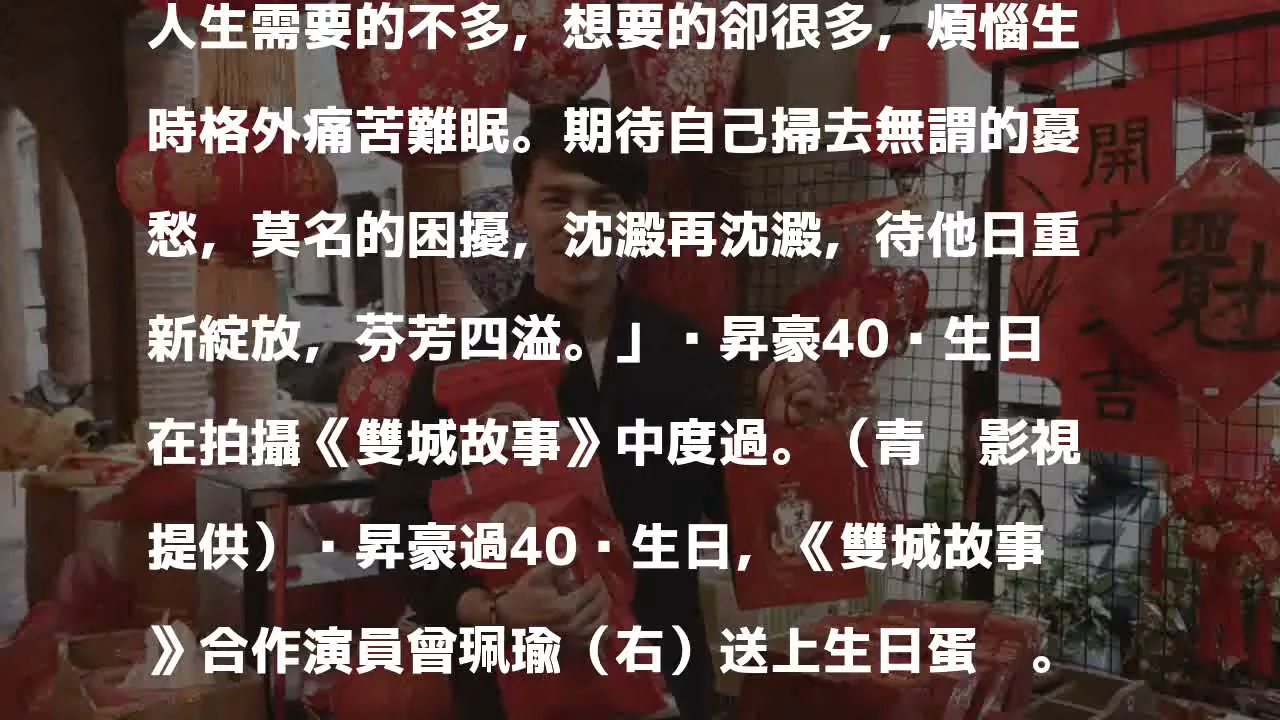 人生需要的不多，想要的卻很多，煩惱生
時格外痛苦難眠。期待自己掃去無謂的憂
愁，莫名的困擾，沈澱再沈澱，待他日重
新綻放，芬芳四溢。」·昇豪40·生日
在拍攝《雙城故事》中度過。（青　影視
提供）·昇豪過40·生日，《雙城故事
》合作演員曾珮瑜（右）送上生日蛋　。
開
吉